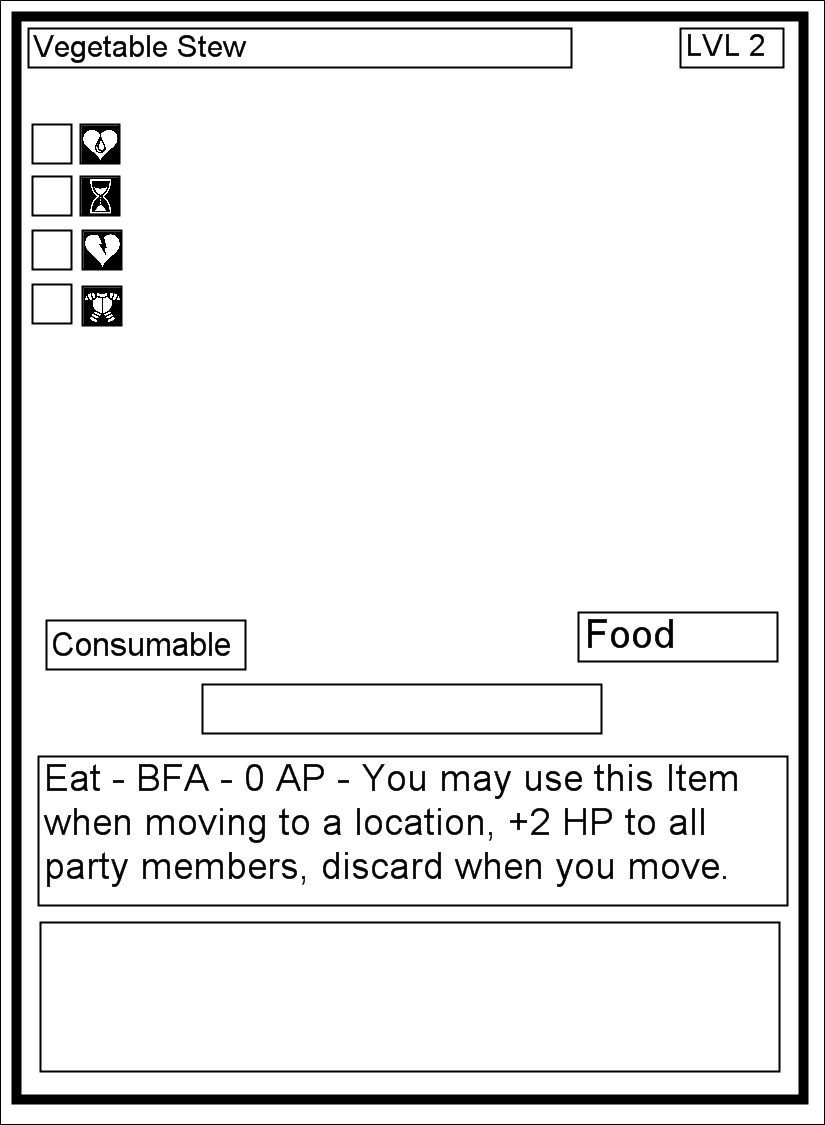 Vegetable Stew
LVL 2
Consumable
Food
Eat - BFA - 0 AP - You may use this Item
when moving to a location, +2 HP to all
party members, discard when you move.